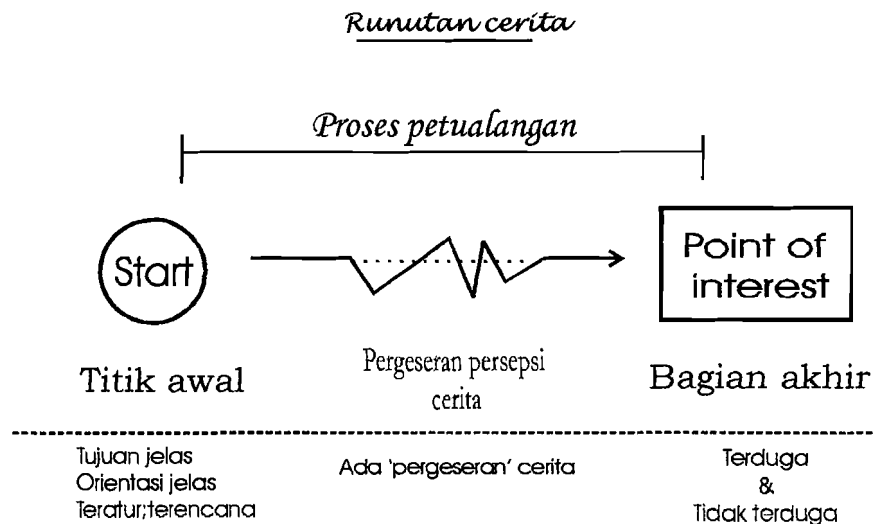 Runutan cerita
Proses petualangan
Start
Point of
interest
Titik awal
Pergeseran persepsi
cerita
Bagian akhir
Tujuan jelas
Orientasi jelas
Teratur;terencana
Ada 'pergeseran' cerita
Terduga
&
Tidak terduga